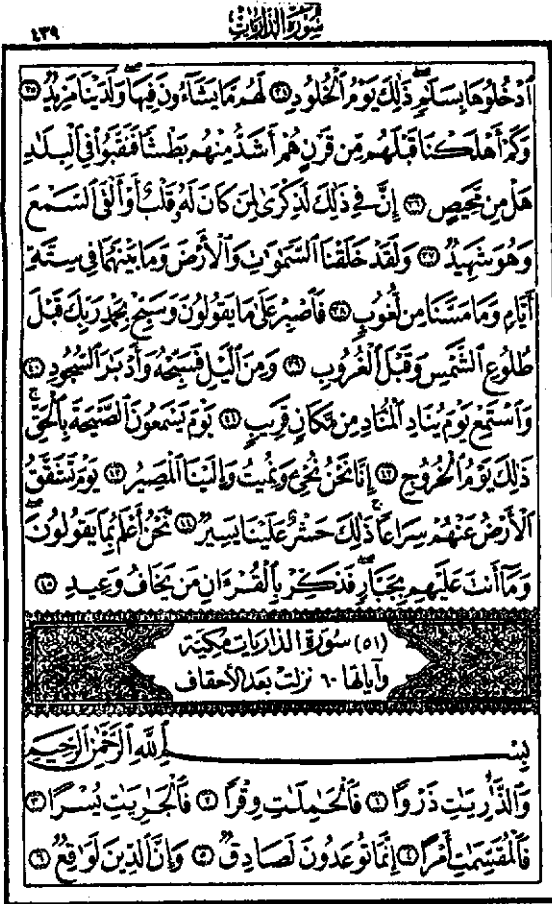 سورة الذاريات
٤٣٩
ٱدْخُلُوهَا بِسَلَٰمٍ ذَٰلِكَ يَوْمُ ٱلْخُلُودِ ٣٤ لَهُم مَّا يَشَآءُونَ فِيهَا وَلَدَيْنَا مَزِيدٌ ٣٥
وَكَمْ أَهْلَكْنَا قَبْلَهُم مِّن قَرْنٍ هُمْ أَشَدُّ مِنْهُم بَطْشًا فَنَقَّبُوا۟ فِى ٱلْبِلَٰدِ
هَلْ مِن مَّحِيصٍ ٣٦ إِنَّ فِى ذَٰلِكَ لَذِكْرَىٰ لِمَن كَانَ لَهُۥ قَلْبٌ أَوْ أَلْقَى ٱلسَّمْعَ
وَهُوَ شَهِيدٌ ٣٧ وَلَقَدْ خَلَقْنَا ٱلسَّمَٰوَٰتِ وَٱلْأَرْضَ وَمَا بَيْنَهُمَا فِى سِتَّةِ
أَيَّامٍ وَمَا مَسَّنَا مِن لُّغُوبٍ ٣٨ فَٱصْبِرْ عَلَىٰ مَا يَقُولُونَ وَسَبِّحْ بِحَمْدِ رَبِّكَ قَبْلَ
طُلُوعِ ٱلشَّمْسِ وَقَبْلَ ٱلْغُرُوبِ ٣٩ وَمِنَ ٱلَّيْلِ فَسَبِّحْهُ وَأَدْبَٰرَ ٱلسُّجُودِ ٤٠
وَٱسْتَمِعْ يَوْمَ يُنَادِ ٱلْمُنَادِ مِن مَّكَانٍ قَرِيبٍ ٤١ يَوْمَ يَسْمَعُونَ ٱلصَّيْحَةَ بِٱلْحَقِّ
ذَٰلِكَ يَوْمُ ٱلْخُرُوجِ ٤٢ إِنَّا نَحْنُ نُحْىِۦ وَنُمِيتُ وَإِلَيْنَا ٱلْمَصِيرُ ٤٣ يَوْمَ تَشَقَّقُ
ٱلْأَرْضُ عَنْهُمْ سِرَاعًا ذَٰلِكَ حَشْرٌ عَلَيْنَا يَسِيرٌ ٤٤ نَّحْنُ أَعْلَمُ بِمَا يَقُولُونَ
وَمَآ أَنتَ عَلَيْهِم بِجَبَّارٍ فَذَكِّرْ بِٱلْقُرْءَانِ مَن يَخَافُ وَعِيدِ ٤٥
(٥١) سورة الذاريات مكية
وآياتها ٦٠ نزلت بعد الأحقاف
بِسْمِ ٱللَّهِ ٱلرَّحْمَٰنِ ٱلرَّحِيمِ
وَٱلذَّٰرِيَٰتِ ذَرْوًا ١ فَٱلْحَٰمِلَٰتِ وِقْرًا ٢ فَٱلْجَٰرِيَٰتِ يُسْرًا ٣
فَٱلْمُقَسِّمَٰتِ أَمْرًا ٤ إِنَّمَا تُوعَدُونَ لَصَادِقٌ ٥ وَإِنَّ ٱلدِّينَ لَوَٰقِعٌ ٦